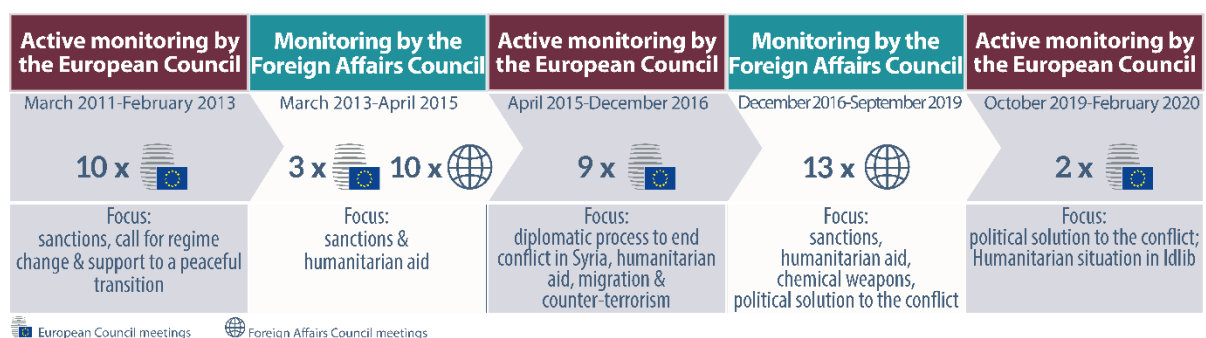 Active monitoring by
the European Council
Monitoring by the
Foreign Affairs Council
Active monitoring by
the European Council
Monitoring by the
Foreign Affairs Council
Active monitoring by
the European Council
March 2011-February 2013
March 2013-April 2015
April 2015-December 2016
December 2016-September 2019
October 2019-February 2020
10 x
3 x
10 x
9 x
13 x
2 x
Focus:
sanctions, call for regime
change & support to a peaceful
transition
Focus:
sanctions &
humanitarian aid
Focus:
diplomatic process to end
conflict in Syria, humanitarian
aid, migration &
counter-terrorism
Focus:
sanctions,
humanitarian aid,
chemical weapons,
political solution to the conflict
Focus:
political solution to the conflict;
Humanitarian situation in Idlib
European Council meetings
Foreign Affairs Council meetings